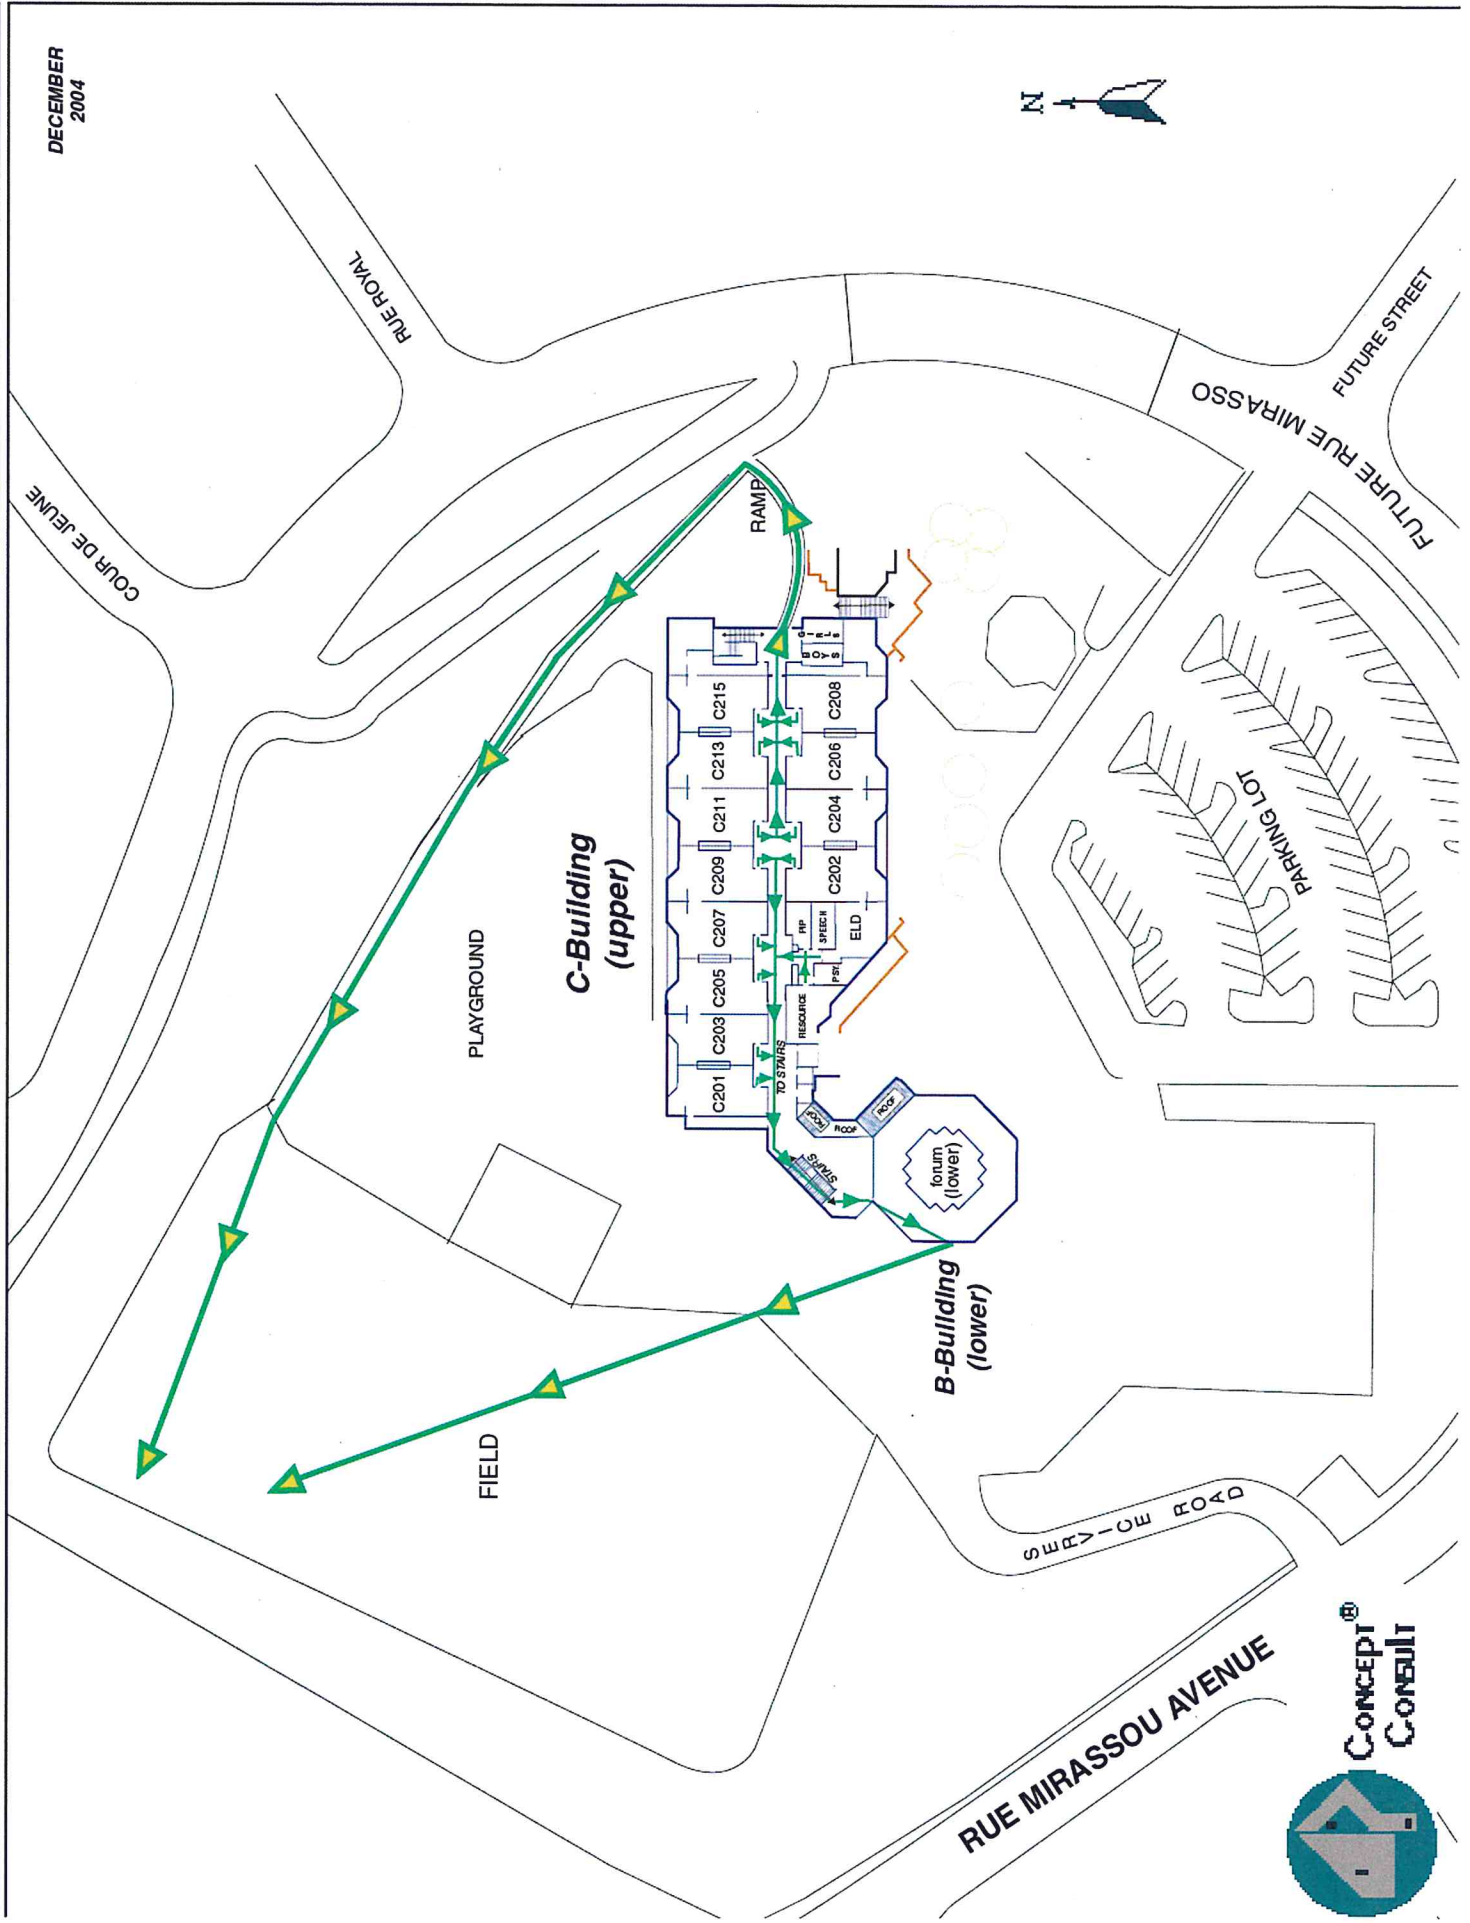 DECEMBER
2004
COUR DE JEUNE
RUE ROYAL
N
FUTURE STREET
FUTURE RUE MIRASSO
PARKING LOT
RAMP
PLAYGROUND
C-Building
(upper)
C201
C203
C205
C207
C209
C211
C213
C215
TO STAIRS
RESOURCE
PSY
PIP
SPEECH
ELD
C202
C204
C206
C208
BOYS
GIRLS
STAIRS
ROOF
ROOF
ROOF
forum
(lower)
B-Building
(lower)
FIELD
SERVICE ROAD
RUE MIRASSOU AVENUE
CONCEPT®
CONSULT